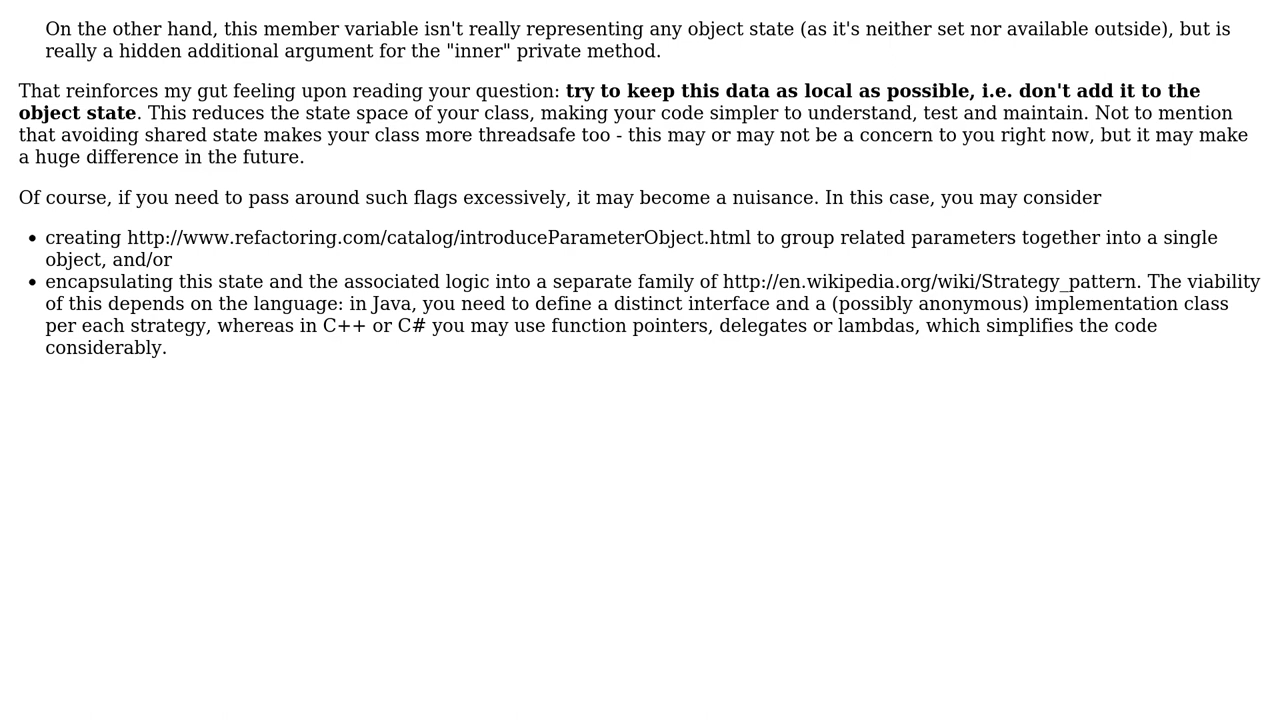 On the other hand, this member variable isn't really representing any object state (as it's neither set nor available outside), but is
really a hidden additional argument for the "inner" private method.
That reinforces my gut feeling upon reading your question: try to keep this data as local as possible, i.e. don't add it to the
object state. This reduces the state space of your class, making your code simpler to understand, test and maintain. Not to mention
that avoiding shared state makes your class more threadsafe too - this may or may not be a concern to you right now, but it may make
a huge difference in the future.
Of course, if you need to pass around such flags excessively, it may become a nuisance. In this case, you may consider
• creating http://www.refactoring.com/catalog/introduceParameterObject.html to group related parameters together into a single
object, and/or
• encapsulating this state and the associated logic into a separate family of http://en.wikipedia.org/wiki/Strategy_pattern. The viability
of this depends on the language: in Java, you need to define a distinct interface and a (possibly anonymous) implementation class
per each strategy, whereas in C++ or C# you may use function pointers, delegates or lambdas, which simplifies the code
considerably.